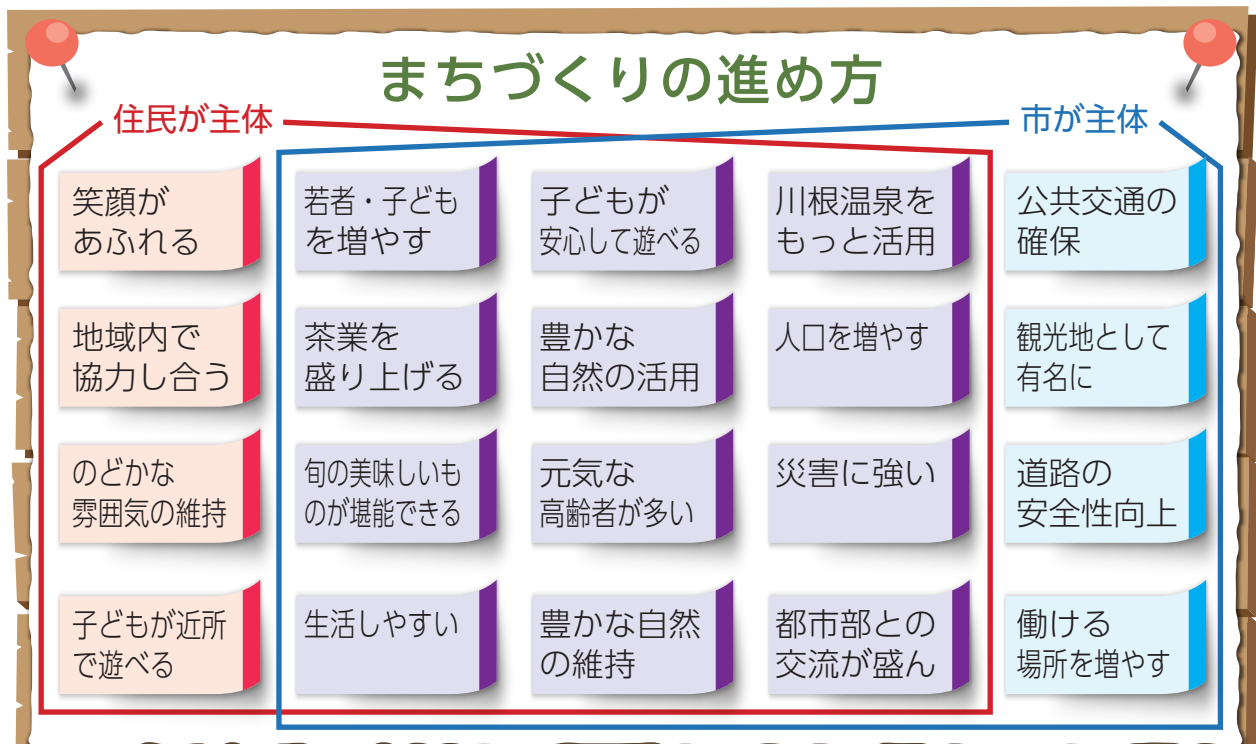 まちづくりの進め方
住民が主体
市が主体
笑顔が
あふれる
若者・子ども
を増やす
子どもが
安心して遊べる
川根温泉を
もっと活用
公共交通の
確保
地域内で
協力し合う
茶業を
盛り上げる
豊かな
自然の活用
人口を増やす
観光地として
有名に
のどかな
雰囲気の維持
旬の美味しいも
のが堪能できる
元気な
高齢者が多い
災害に強い
道路の
安全性向上
子どもが近所
で遊べる
生活しやすい
豊かな自然
の維持
都市部との
交流が盛ん
働ける
場所を増やす